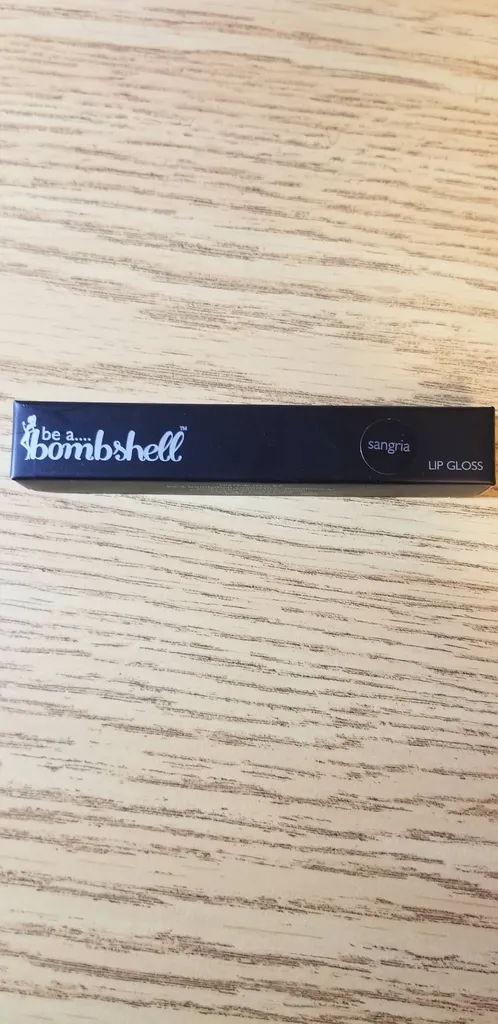 be a....
bombshell™
sangria
LIP GLOSS